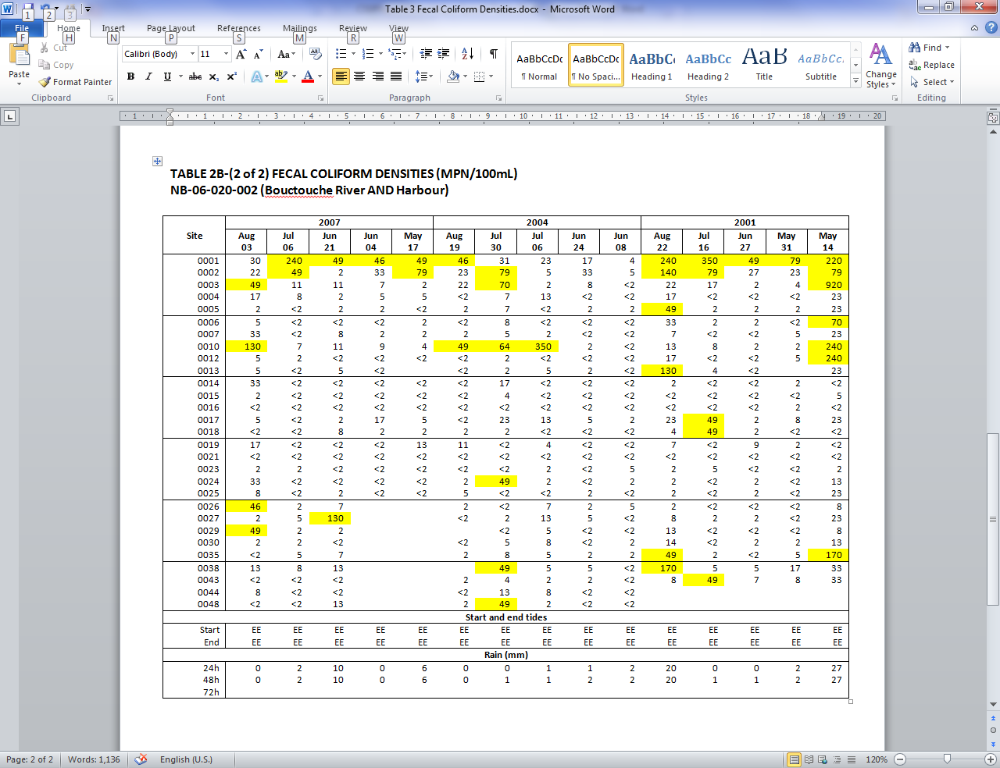 Table 3 Fecal Coliform Densities.docx - Microsoft Word
1 2 3
File Home Insert Page Layout References Mailings Review View
F H N P S M R W
Paste Cut Copy Format Painter
Calibri (Body) 11
AaBbCcDc AaBbCcDc AaBbCc AaBbCc AaB AaBbCc.
¶ Normal ¶ No Spaci... Heading 1 Heading 2 Title Subtitle
Change Styles
Find Replace Select
Clipboard Font Paragraph Styles Editing
1 1 2 3 4 5 6 7 8 9 10 11 12 13 14 15 16 17 18 19 20
TABLE 2B-(2 of 2) FECAL COLIFORM DENSITIES (MPN/100mL)
NB-06-020-002 (Bouctouche River AND Harbour)
2007 2004 2001
Site Aug Jul Jun Jun May Aug Jul Jul Jun Jun Aug Jul Jun May May
03 06 21 04 17 19 30 06 24 08 22 16 27 31 14
0001 30 240 49 46 49 46 31 23 17 4 240 350 49 79 220
0002 22 49 2 33 79 23 79 5 33 5 140 79 27 23 79
0003 49 11 11 7 2 22 70 2 8 <2 22 17 2 4 920
0004 17 8 2 5 5 <2 7 13 <2 <2 17 <2 <2 <2 23
0005 2 <2 2 2 <2 2 7 <2 2 2 49 2 2 2 23
0006 5 <2 <2 <2 2 <2 8 <2 <2 <2 33 2 2 <2 70
0007 33 <2 8 2 2 2 5 2 <2 <2 7 <2 <2 5 23
0010 130 7 11 9 4 49 64 350 2 <2 13 8 2 2 240
0012 5 2 <2 <2 <2 <2 2 <2 <2 <2 17 <2 <2 5 240
0013 5 <2 5 <2 <2 2 5 2 <2 130 4 <2 23
0014 33 <2 <2 <2 <2 <2 17 <2 <2 <2 2 <2 <2 2 <2
0015 2 <2 <2 <2 <2 <2 4 <2 <2 <2 <2 <2 <2 <2 5
0016 <2 <2 <2 <2 <2 <2 <2 <2 <2 <2 <2 <2 <2 2 <2
0017 5 <2 2 17 5 <2 23 13 5 2 23 49 2 8 23
0018 <2 <2 8 2 2 2 2 <2 <2 <2 4 49 2 <2 <2
0019 17 <2 <2 <2 13 11 <2 4 <2 <2 7 <2 9 2 <2
0021 <2 <2 <2 <2 <2 <2 <2 <2 <2 <2 <2 <2 <2 <2 <2
0023 2 2 <2 <2 <2 <2 <2 2 <2 5 2 5 <2 <2 2
0024 33 <2 <2 <2 <2 2 49 2 <2 2 2 <2 2 <2 13
0025 8 <2 2 <2 <2 5 <2 <2 2 <2 2 <2 2 <2 23
0026 46 2 7 2 <2 7 2 5 2 <2 <2 <2 8
0027 2 5 130 <2 2 13 5 <2 8 2 2 <2 23
0029 49 2 2 <2 5 <2 <2 13 <2 <2 <2 8
0030 2 2 <2 <2 5 8 <2 2 14 <2 2 2 13
0035 <2 5 7 2 8 5 2 2 49 2 <2 5 170
0038 13 8 13 49 5 5 <2 170 5 5 17 33
0043 <2 <2 <2 2 4 2 2 <2 8 49 7 8 33
0044 8 <2 <2 <2 13 8 <2 <2
0048 <2 <2 13 2 49 2 <2 <2
Start and end tides
Start EE EE EE EE EE EE EE EE EE EE EE EE EE EE EE
End EE EE EE EE EE EE EE EE EE EE EE EE EE EE EE
Rain (mm)
24h 0 2 10 0 6 0 0 1 1 2 20 0 0 2 27
48h 0 2 10 0 6 0 1 1 2 2 20 1 1 2 27
72h
Page: 2 of 2 Words: 1,136 English (U.S.) 120%